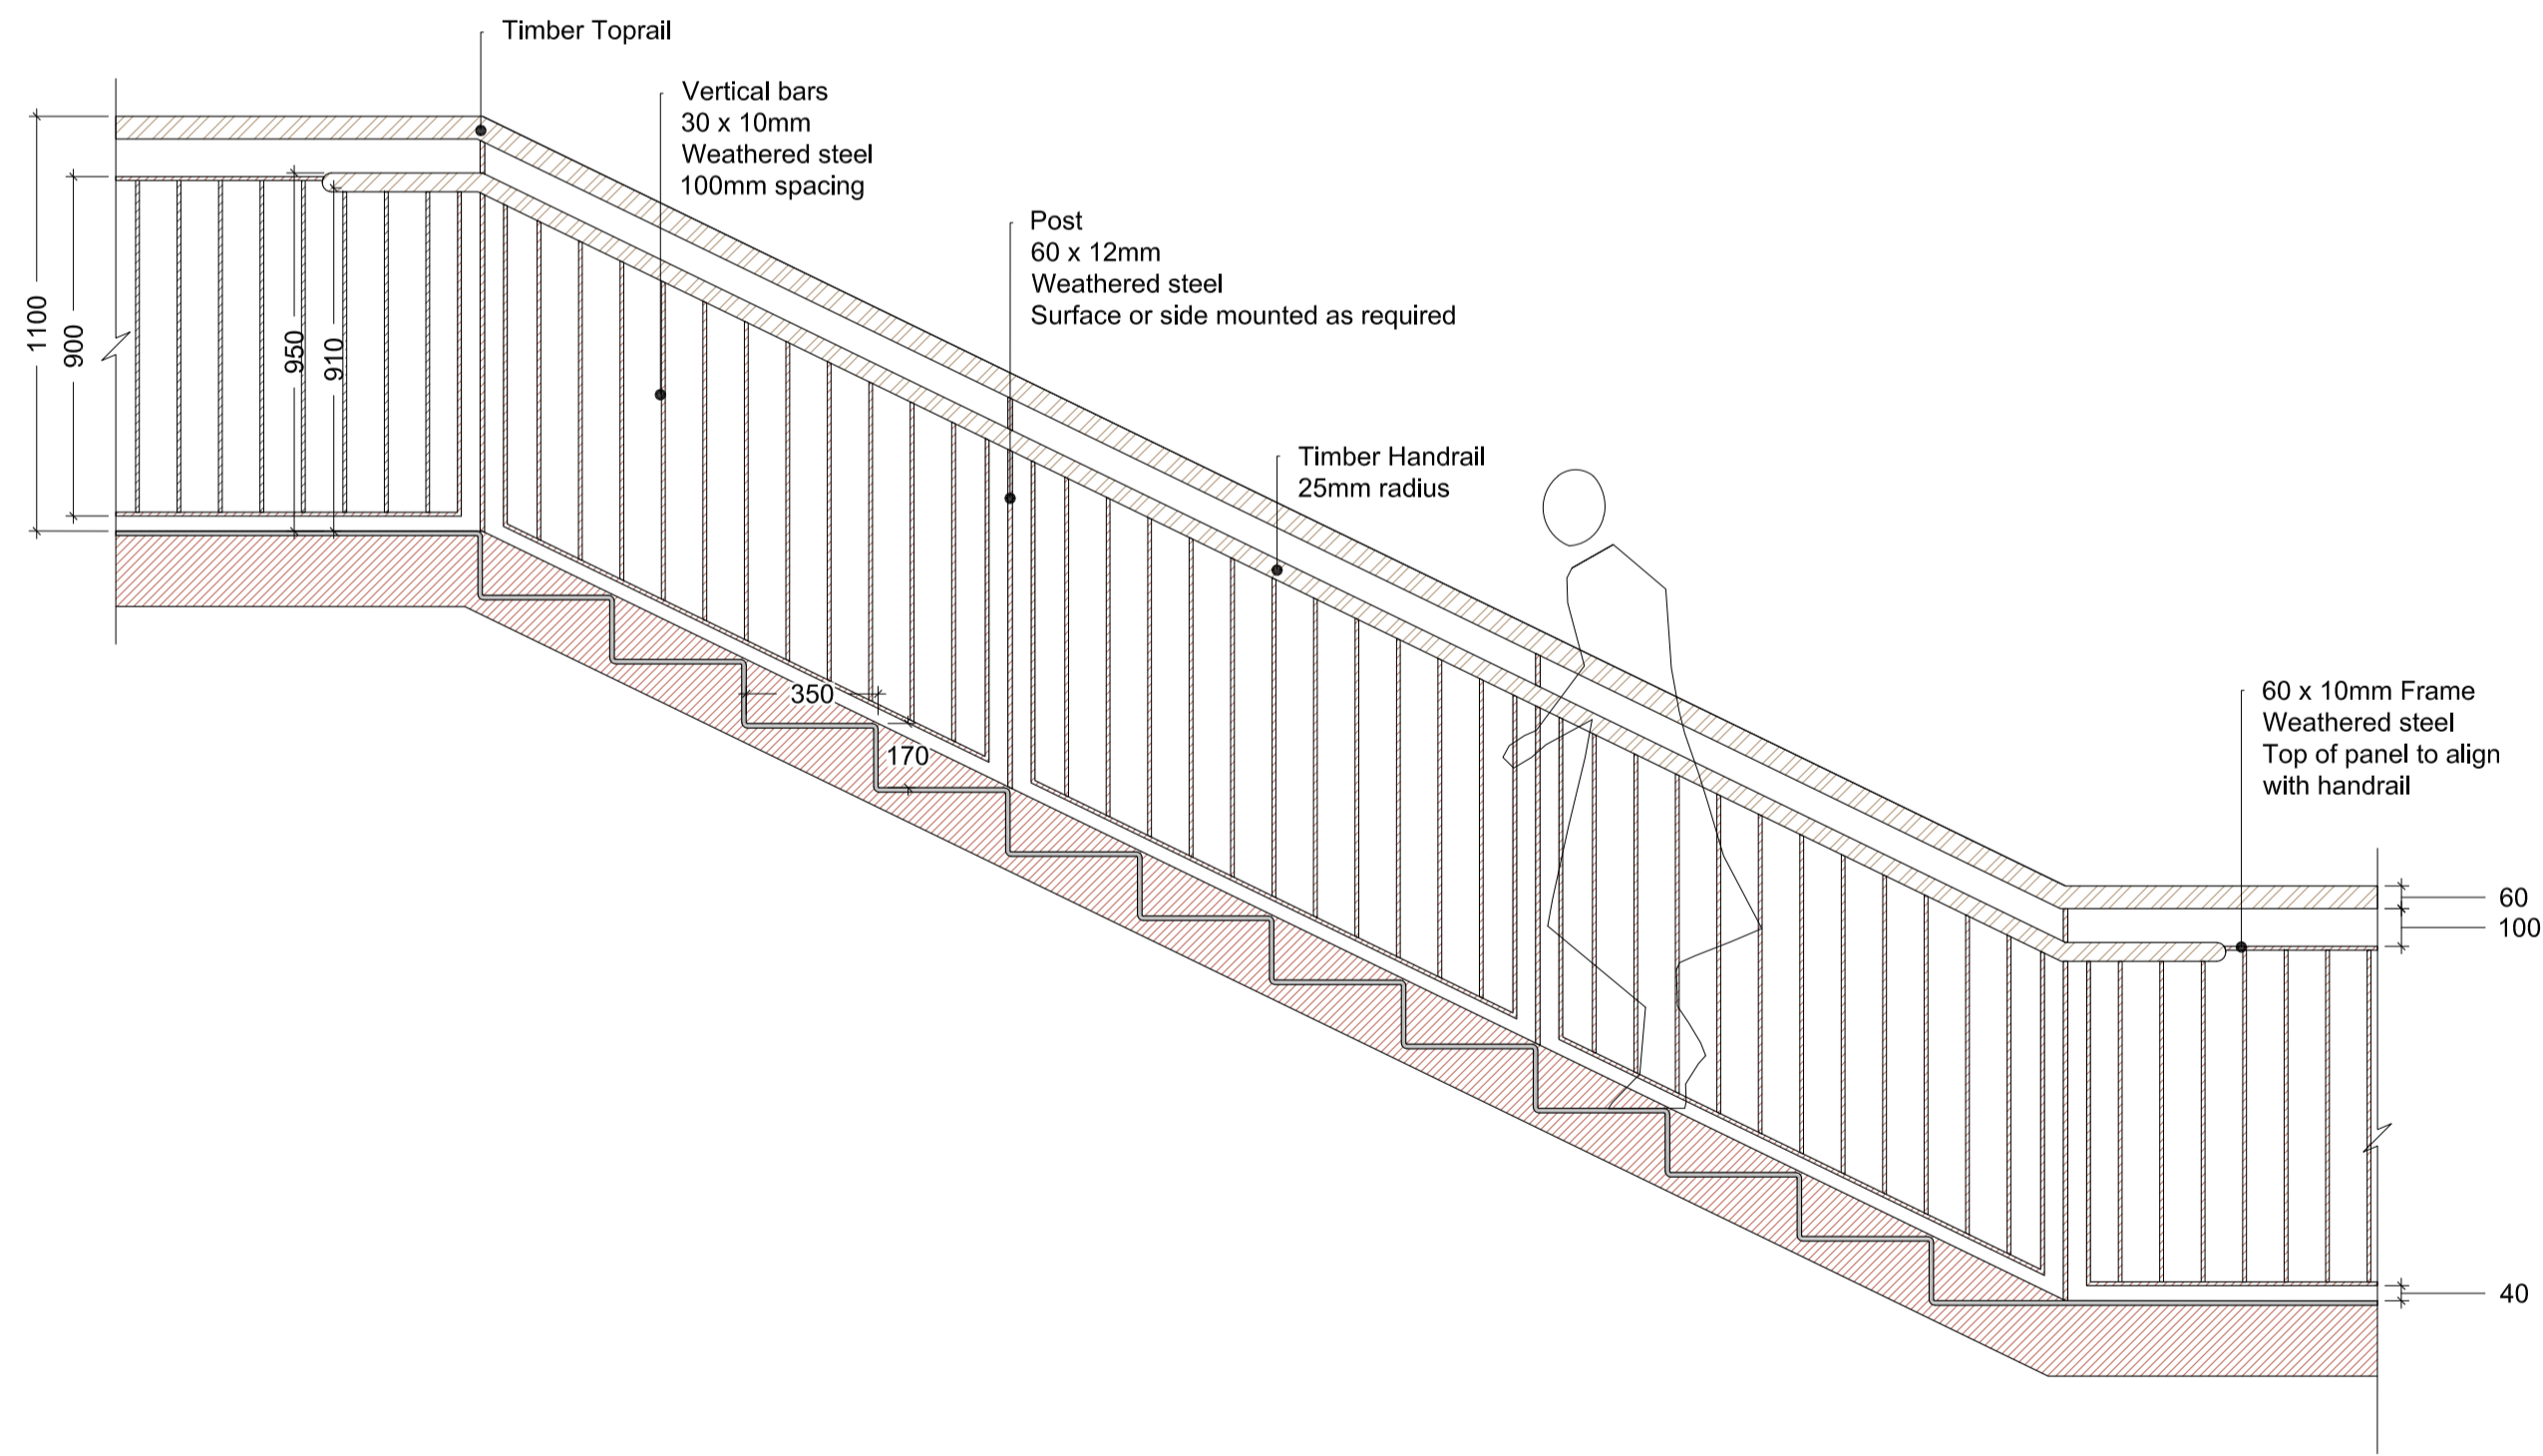 Timber Toprail
Vertical bars
30 x 10mm
Weathered steel
100mm spacing
Post
60 x 12mm
Weathered steel
Surface or side mounted as required
1100
900
950
910
Timber Handrail
25mm radius
350
170
60 x 10mm Frame
Weathered steel
Top of panel to align
with handrail
60
100
40